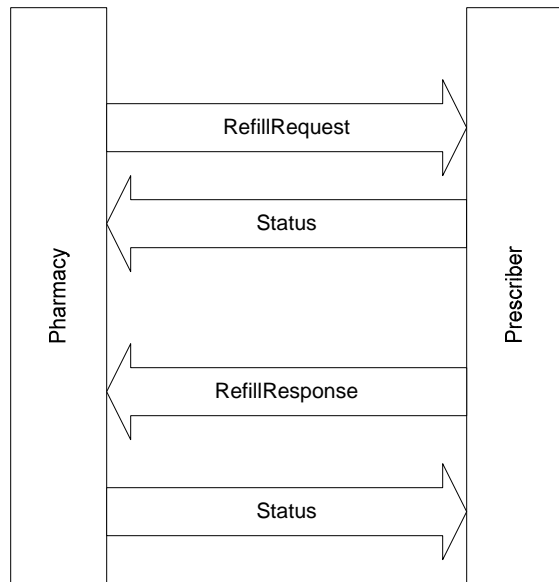 RefillRequest
Status
Pharmacy
Prescriber
RefillResponse
Status